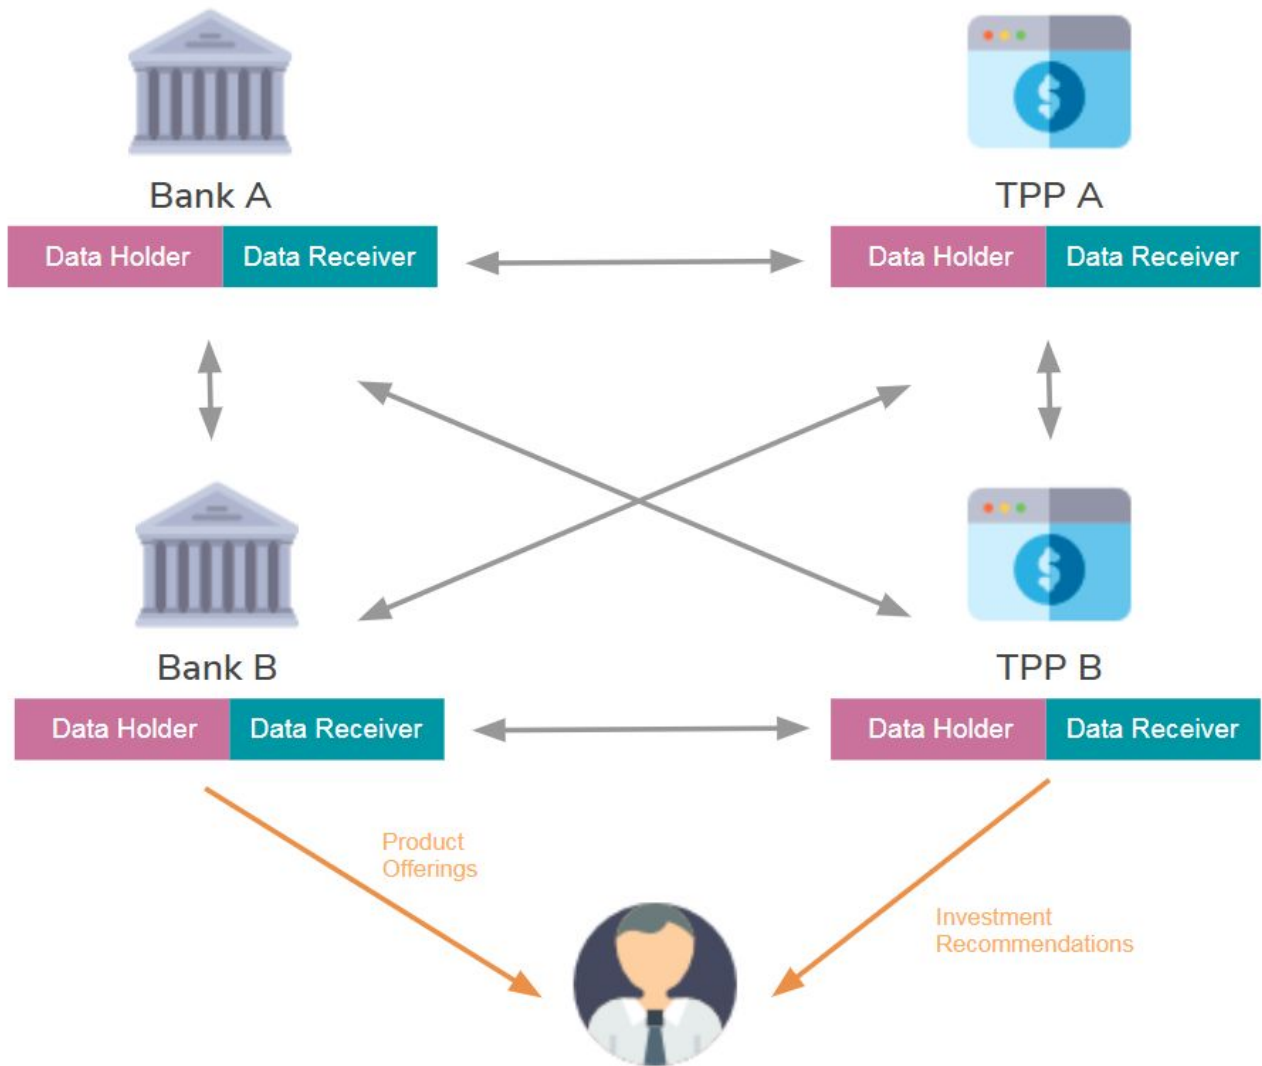 Bank A
TPP A
Data Holder
Data Receiver
Data Holder
Data Receiver
Bank B
TPP B
Data Holder
Data Receiver
Data Holder
Data Receiver
Product
Offerings
Investment
Recommendations